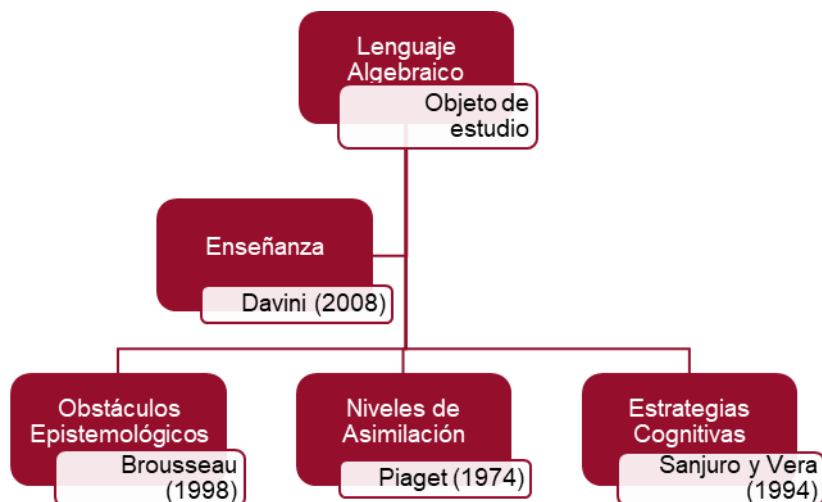 Lenguaje
Algebraico
Objeto de
estudio
Enseñanza
Davini (2008)
Obstáculos
Epistemológicos
Brousseau
(1998)
Niveles de
Asimilación
Piaget (1974)
Estrategias
Cognitivas
Sanjuro y Vera
(1994)